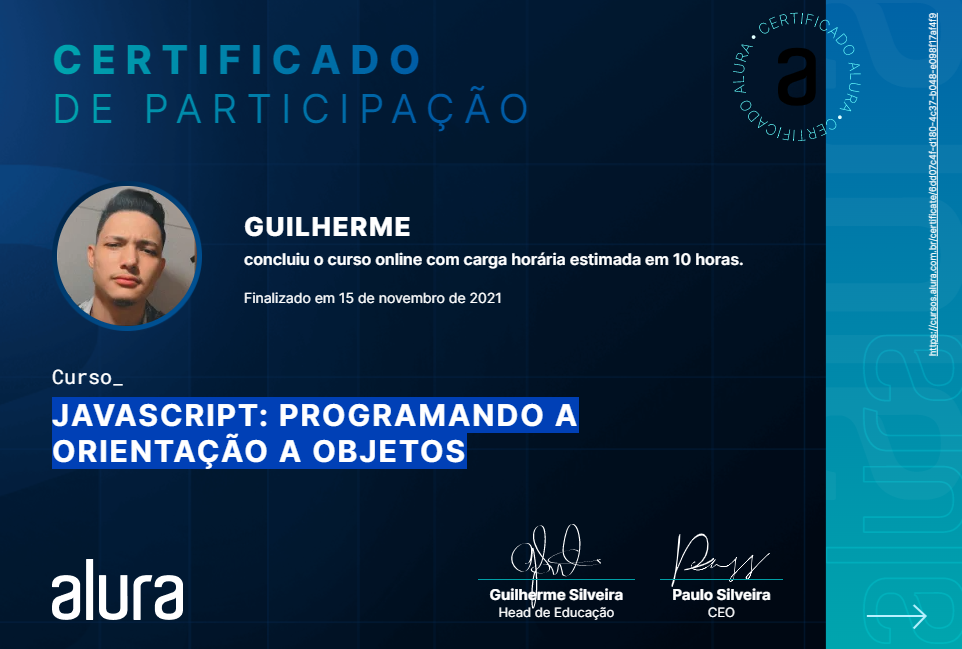 CERTIFICADO
DE PARTICIPAÇÃO
CERTIFICADO ALURA • CERTIFICADO ALURA •
a
GUILHERME
concluiu o curso online com carga horária estimada em 10 horas.
Finalizado em 15 de novembro de 2021
Curso_
JAVASCRIPT: PROGRAMANDO A
ORIENTAÇÃO A OBJETOS
alura
Guilherme Silveira
Head de Educação
Paulo Silveira
CEO
https://cursos.alura.com.br/certificate/6dd07c4f-d180-4c37-b048-e098f17af4f9
alura